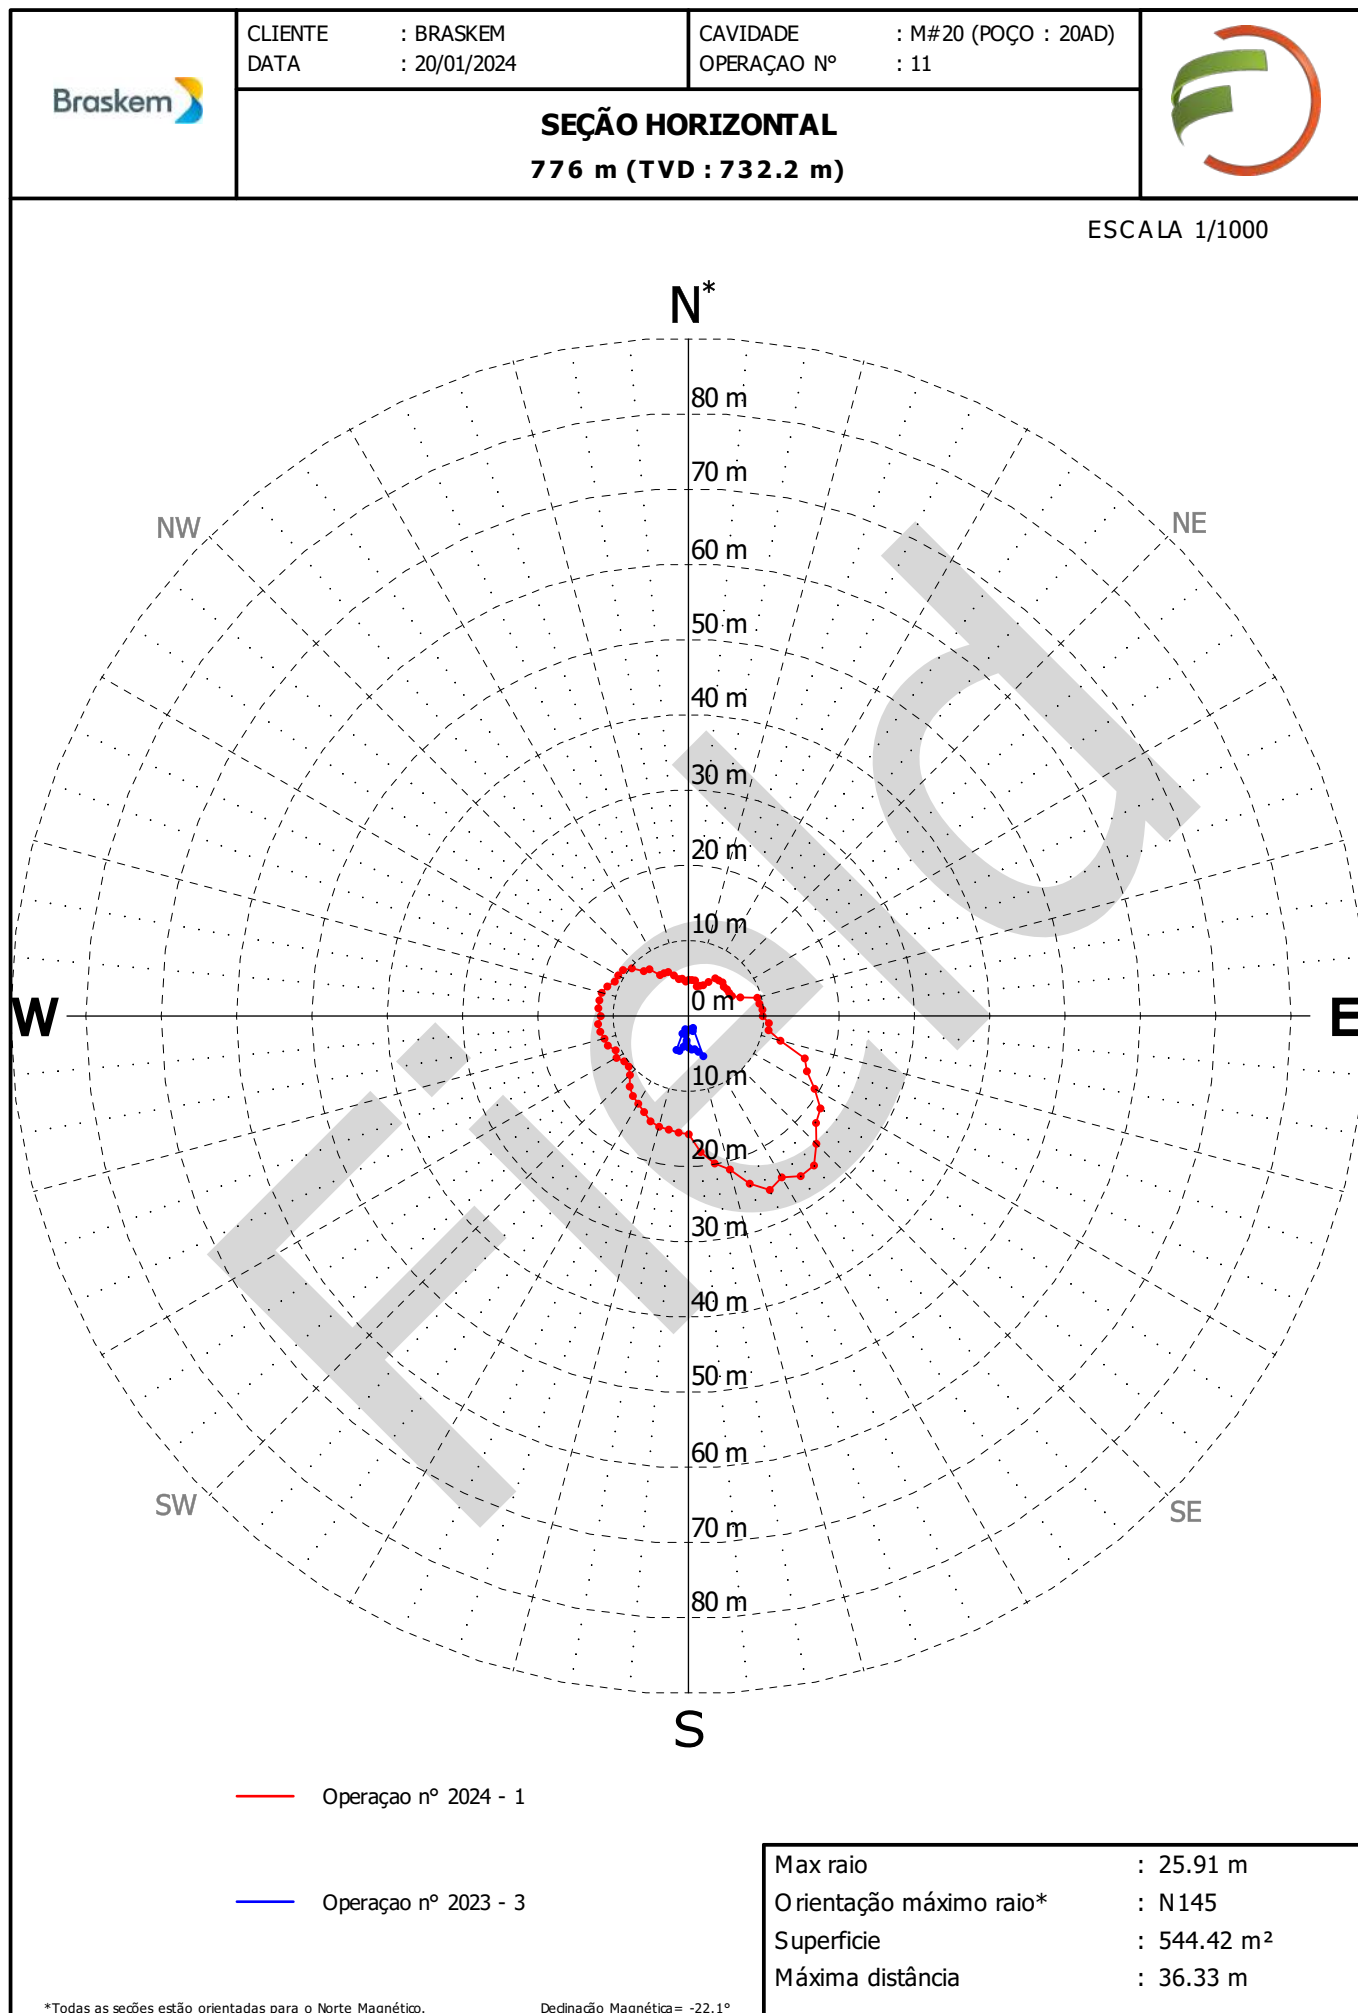 Braskem
CLIENTE : BRASKEM
DATA : 20/01/2024
CAVIDADE : M#20 (POÇO : 20AD)
OPERAÇAO N° : 11
SEÇÃO HORIZONTAL
776 m (TVD : 732.2 m)
ESCALA 1/1000
N*
80 m
70 m
NW
NE
60 m
50 m
40 m
30 m
20 m
10 m
0 m
W
E
10 m
20 m
30 m
40 m
50 m
60 m
SW
SE
70 m
80 m
S
Field
Operaçao n° 2024 - 1
Operaçao n° 2023 - 3
Max raio : 25.91 m
Orientação máximo raio* : N145
Superficie : 544.42 m²
Máxima distância : 36.33 m
*Todas as seções estão orientadas para o Norte Magnético.
Declinação Magnética= -22.1°